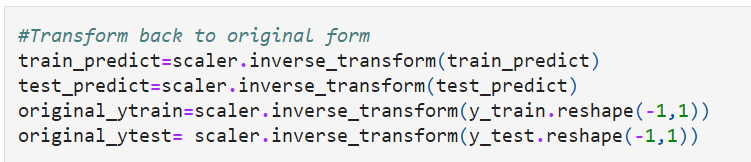 #Transform back to original form
train_predict=scaler.inverse_transform(train_predict)
test_predict=scaler.inverse_transform(test_predict)
original_ytrain=scaler.inverse_transform(y_train.reshape(-1,1))
original_ytest= scaler.inverse_transform(y_test.reshape(-1,1))